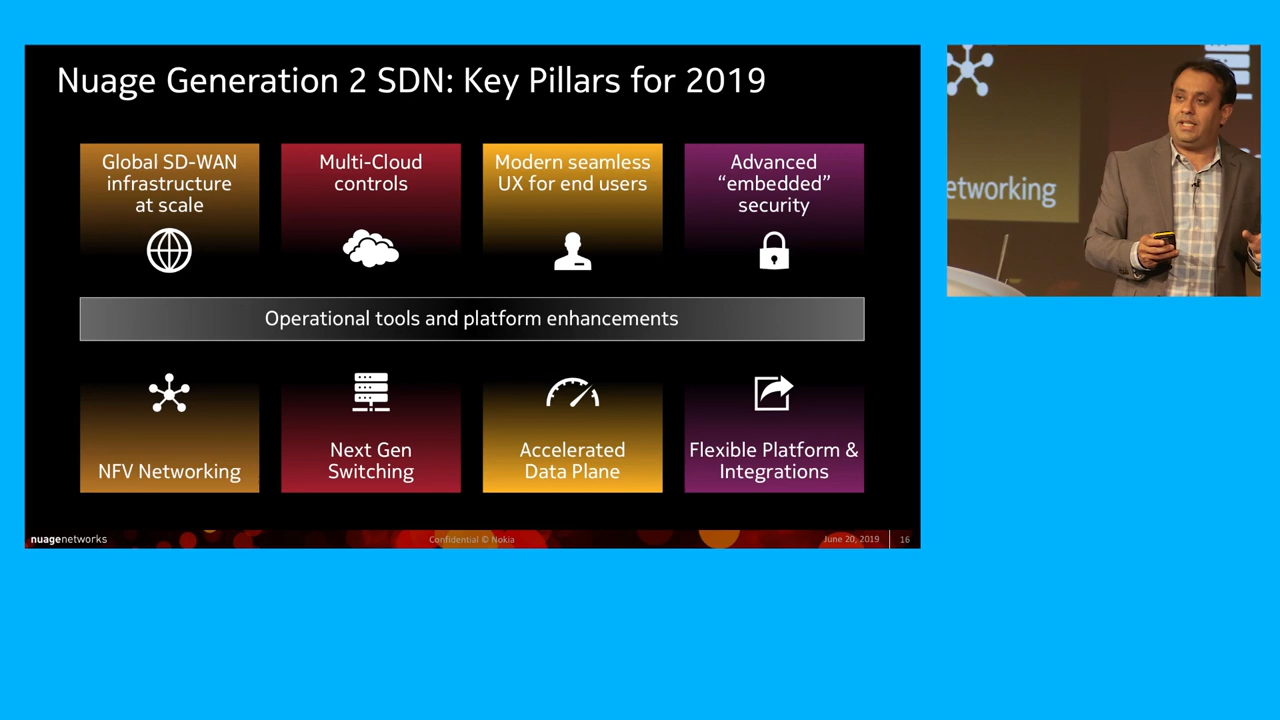 Nuage Generation 2 SDN: Key Pillars for 2019
Global SD-WAN
infrastructure
at scale
Multi-Cloud
controls
Modern seamless
UX for end users
Advanced
“embedded”
security
Operational tools and platform enhancements
NFV Networking
Next Gen
Switching
Accelerated
Data Plane
Flexible Platform &
Integrations
nuagenetworks
Confidential © Nokia
June 20, 2019
16
etworking